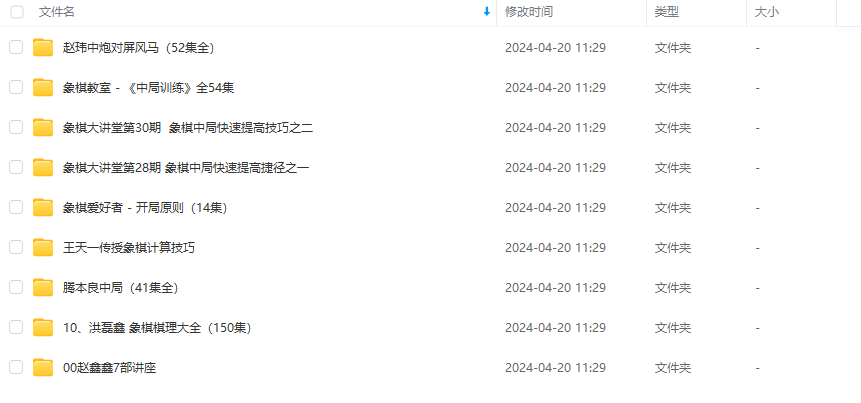 文件名 修改时间 类型 大小
赵玮中炮对屏风马（52集全） 2024-04-20 11:29 文件夹 -
象棋教室 - 《中局训练》全54集 2024-04-20 11:29 文件夹 -
象棋大讲堂第30期  象棋中局快速提高技巧之二 2024-04-20 11:29 文件夹 -
象棋大讲堂第28期 象棋中局快速提高捷径之一 2024-04-20 11:29 文件夹 -
象棋爱好者 - 开局原则（14集） 2024-04-20 11:29 文件夹 -
王天一传授象棋计算技巧 2024-04-20 11:29 文件夹 -
腾本良中局（41集全） 2024-04-20 11:29 文件夹 -
10、洪磊鑫 象棋棋理大全（150集） 2024-04-20 11:29 文件夹 -
00赵鑫鑫7部讲座 2024-04-20 11:29 文件夹 -